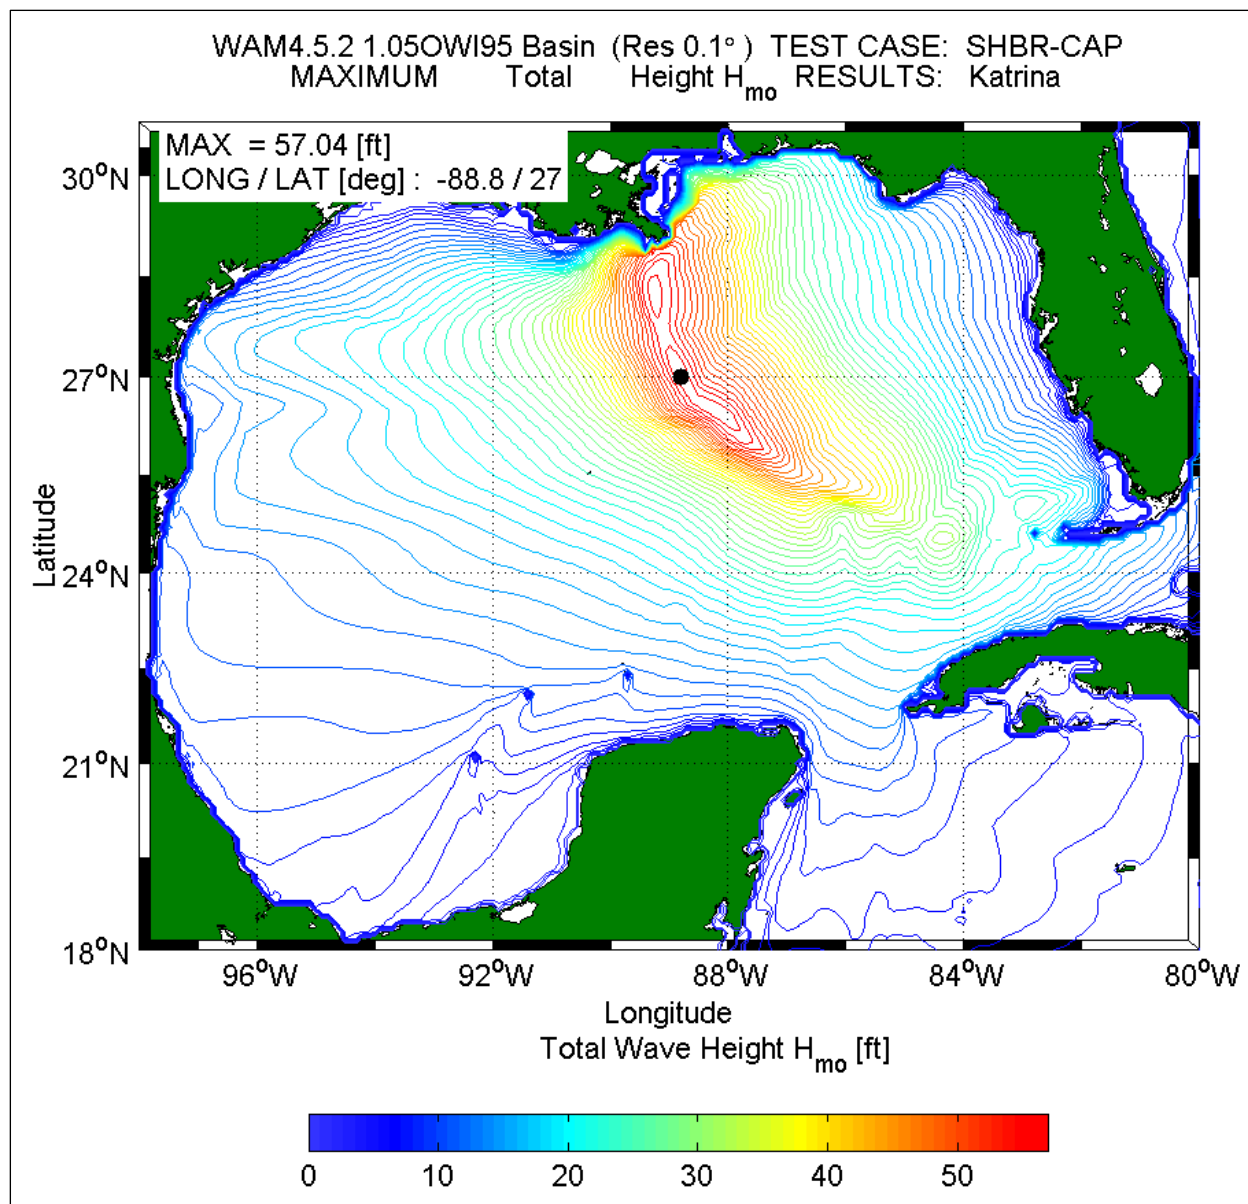 WAM4.5.2 1.05OWI95 Basin (Res 0.1° ) TEST CASE: SHBR-CAP
MAXIMUM Total Height Hmo RESULTS: Katrina
MAX = 57.04 [ft]
LONG / LAT [deg] : -88.8 / 27
30°N
27°N
24°N
21°N
18°N
Latitude
96°W 92°W 88°W 84°W 80°W
Longitude
Total Wave Height Hmo [ft]
0 10 20 30 40 50